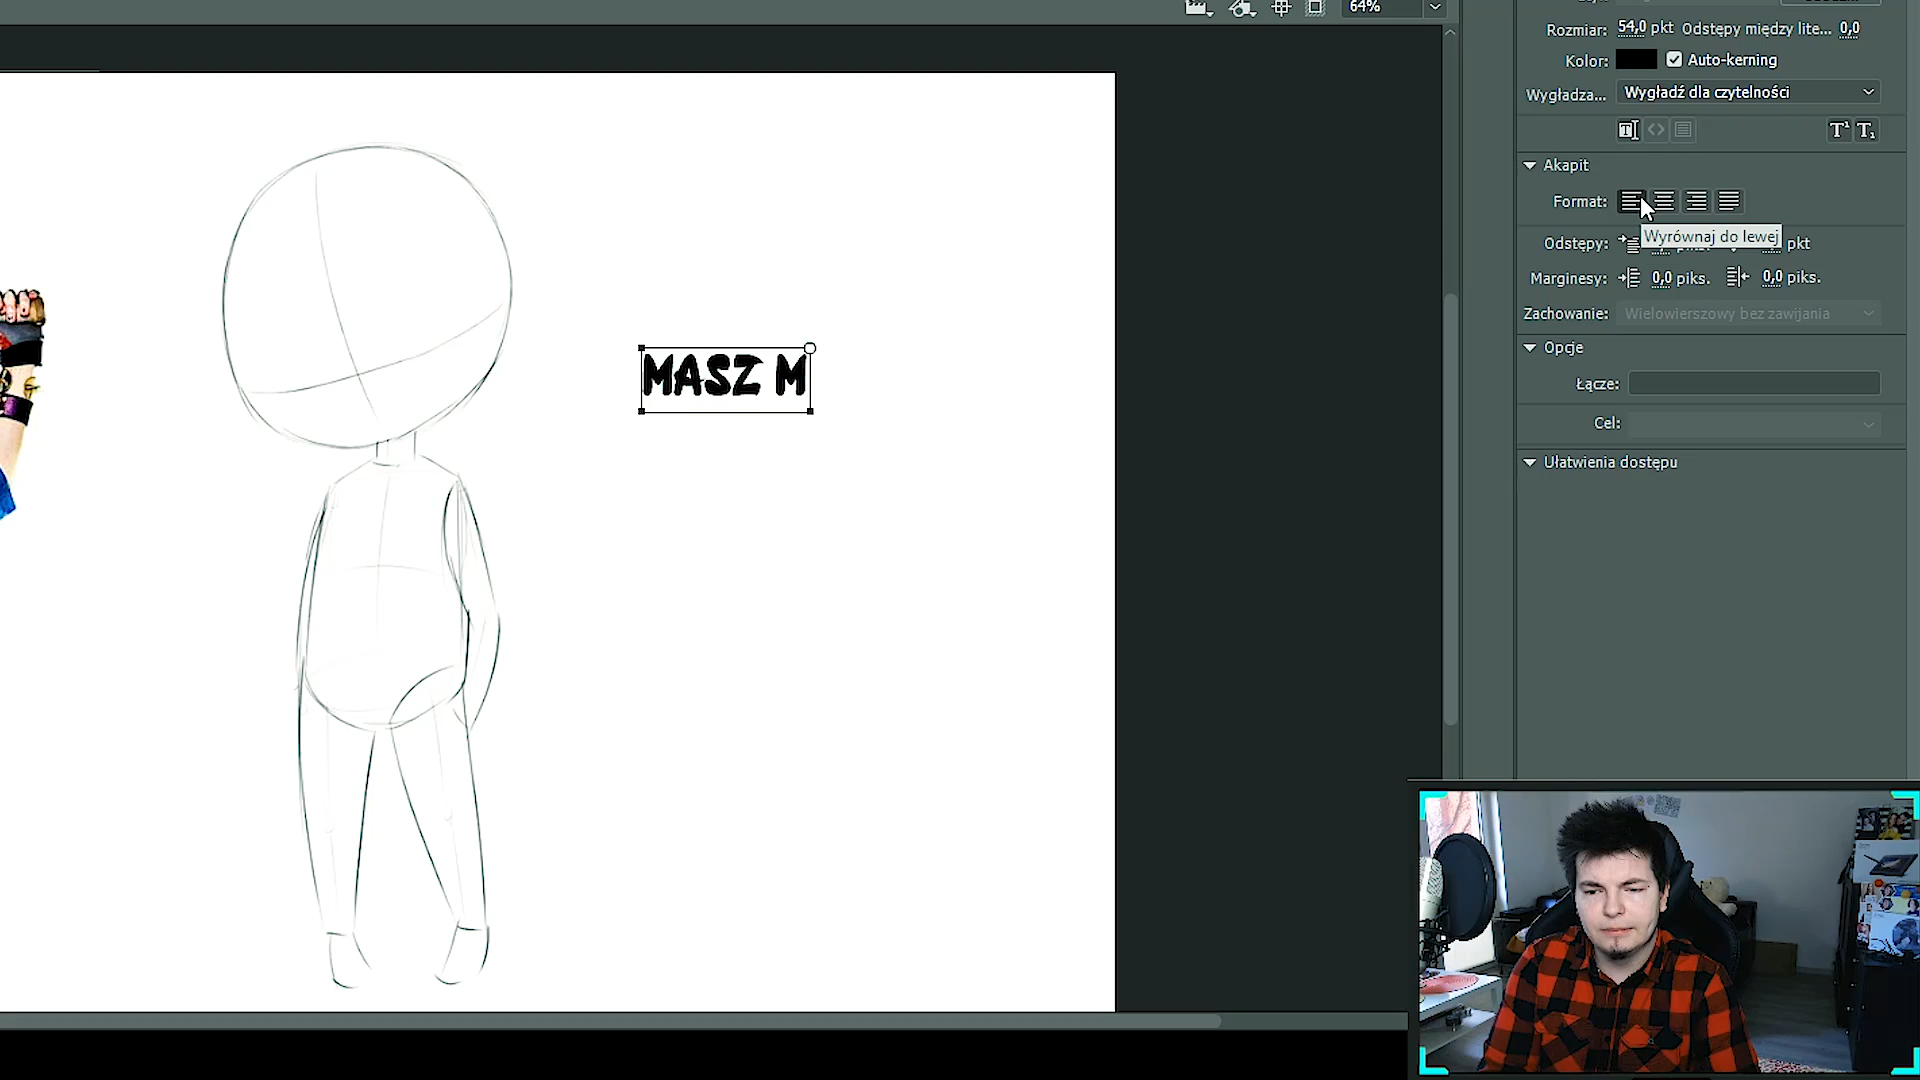 64%
Rozmiar: 54,0 pkt Odstępy między lite... 0,0
Kolor: Auto-kerning
Wygładza... Wygładź dla czytelności
T¹ T₁
Akapit
Format:
Wyrównaj do lewej
Odstępy: pkt
Marginesy: 0,0 piks. 0,0 piks.
Zachowanie: Wielowierszowy bez zawijania
Opcje
Łącze:
Cel:
Ułatwienia dostępu
MASZ M